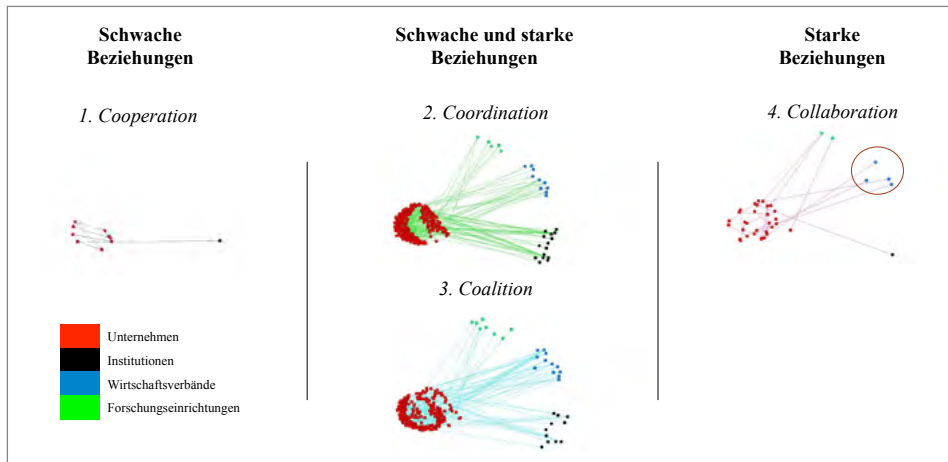 Schwache
Beziehungen
Schwache und starke
Beziehungen
Starke
Beziehungen
1. Cooperation
2. Coordination
4. Collaboration
3. Coalition
Unternehmen
Institutionen
Wirtschaftsverbände
Forschungseinrichtungen